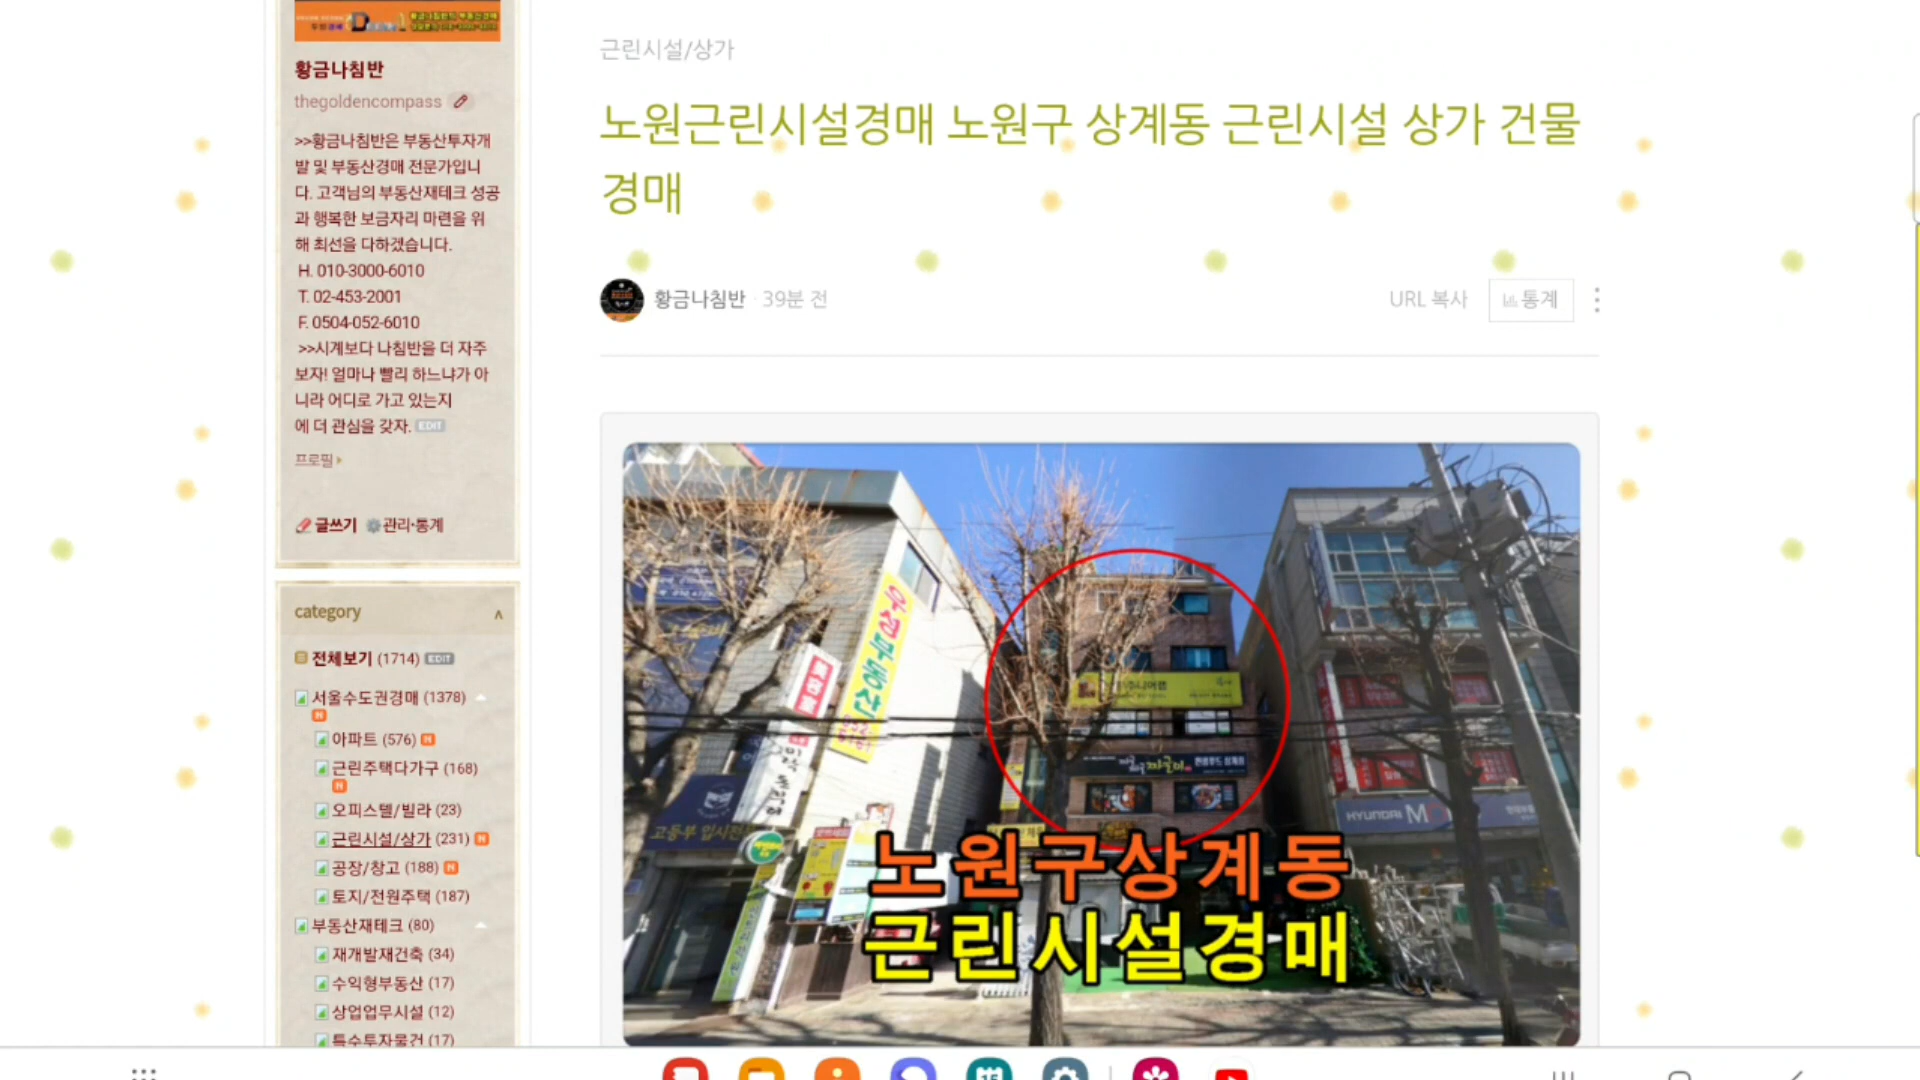 황금나침반
thegoldencompass
>>황금나침반은 부동산투자개
발 및 부동산경매 전문가입니
다. 고객님의 부동산재테크 성공
과 행복한 보금자리 마련을 위
해 최선을 다하겠습니다.
H. 010-3000-6010
T. 02-453-2001
F. 0504-052-6010
>>시계보다 나침반을 더 자주
보자! 얼마나 빨리 하느냐가 아
니라 어디로 가고 있는지
에 더 관심을 갖자. EDIT
프로필
글쓰기 관리·통계
category
전체보기 (1714) EDIT
서울수도권경매 (1378)
N
아파트 (576) N
근린주택다가구 (168)
N
오피스텔/빌라 (23)
근린시설/상가 (231) N
공장/창고 (188) N
토지/전원주택 (187)
부동산재테크 (80)
재개발재건축 (34)
수익형부동산 (17)
상업업무시설 (12)
특수투자물건 (17)
근린시설/상가
노원근린시설경매 노원구 상계동 근린시설 상가 건물
경매
황금나침반 · 39분 전
URL 복사 통계
우성부동산
찌글이
HYUNDAI
노원구상계동
근린시설경매